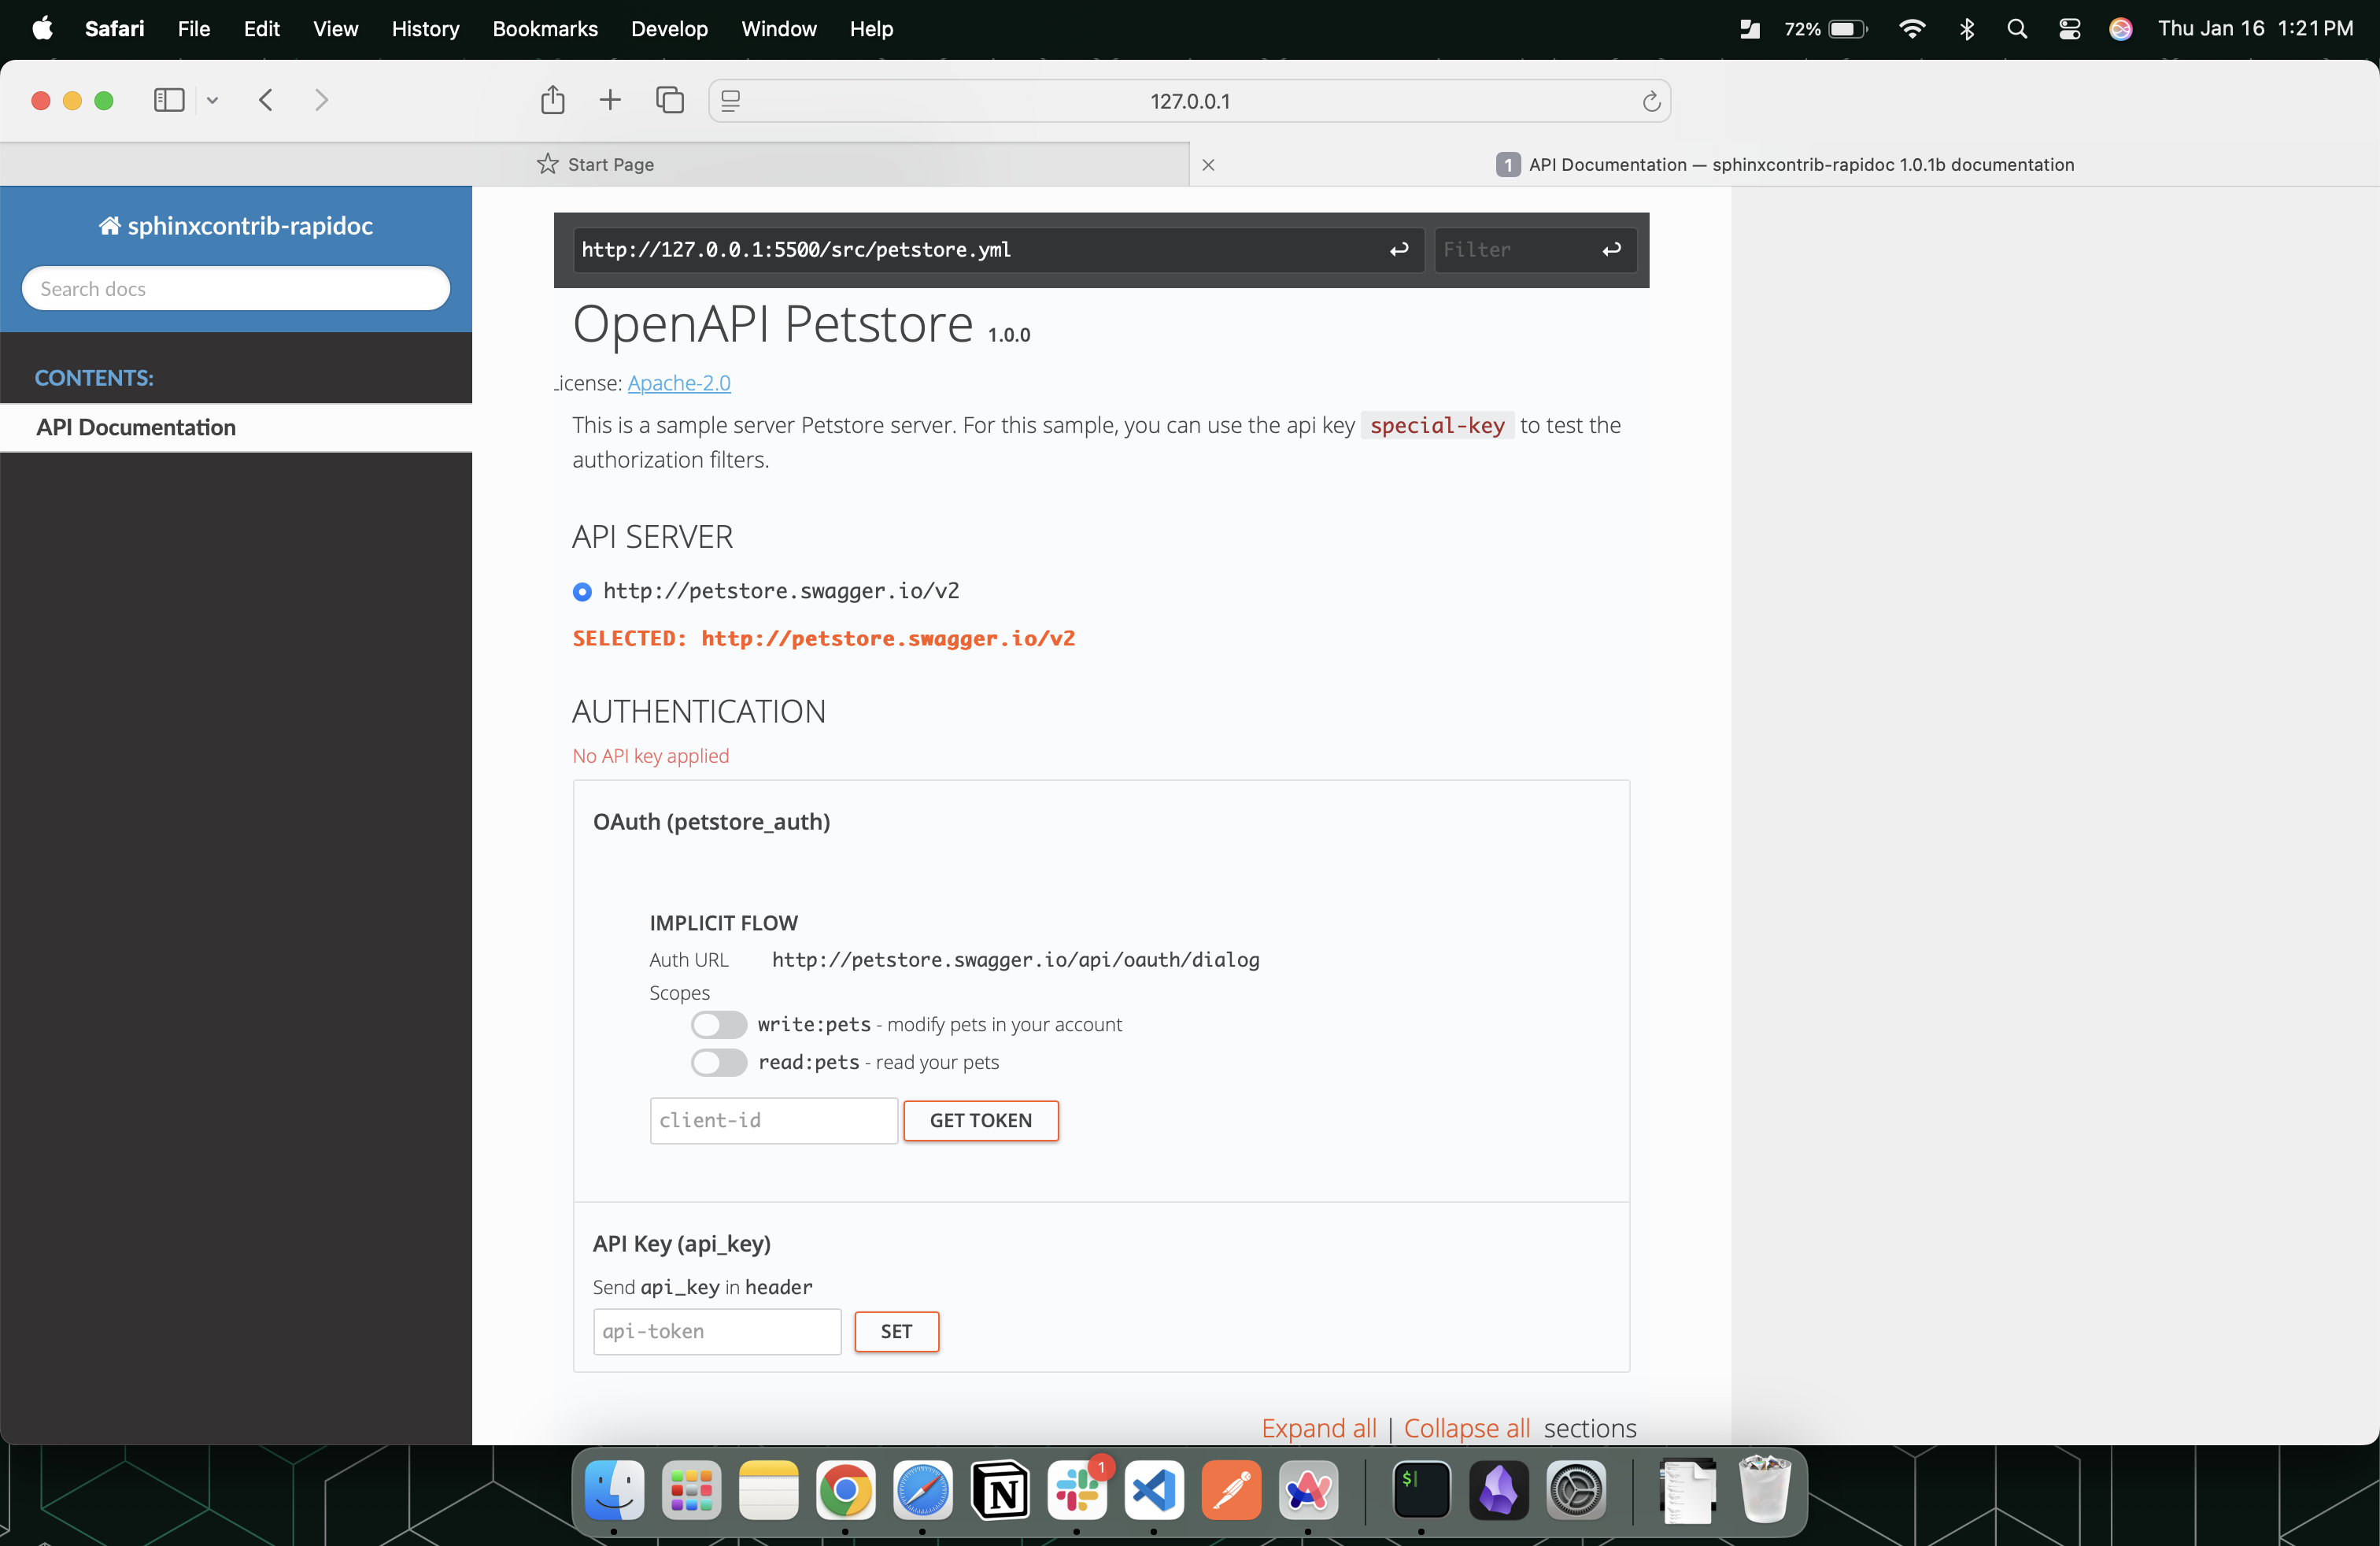 Safari File Edit View History Bookmarks Develop Window Help 72% Thu Jan 16 1:21 PM
127.0.0.1
Start Page
1 API Documentation — sphinxcontrib-rapidoc 1.0.1b documentation
sphinxcontrib-rapidoc
Search docs
CONTENTS:
API Documentation
http://127.0.0.1:5500/src/petstore.yml
Filter
OpenAPI Petstore 1.0.0
License: Apache-2.0
This is a sample server Petstore server. For this sample, you can use the api key special-key to test the
authorization filters.
API SERVER
http://petstore.swagger.io/v2
SELECTED: http://petstore.swagger.io/v2
AUTHENTICATION
No API key applied
OAuth (petstore_auth)
IMPLICIT FLOW
Auth URL http://petstore.swagger.io/api/oauth/dialog
Scopes
write:pets - modify pets in your account
read:pets - read your pets
client-id GET TOKEN
API Key (api_key)
Send api_key in header
api-token SET
Expand all | Collapse all sections
1
$